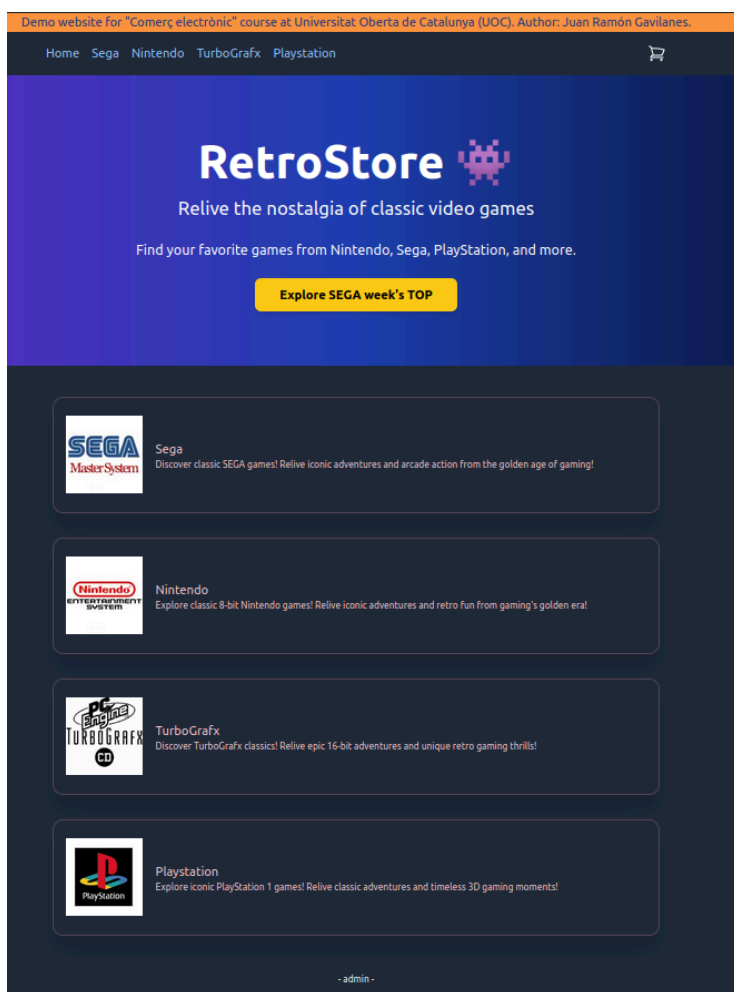 Demo website for "Comerç electrònic" course at Universitat Oberta de Catalunya (UOC). Author: Juan Ramón Gavilanes.
Home Sega Nintendo TurboGrafx Playstation
RetroStore
Relive the nostalgia of classic video games
Find your favorite games from Nintendo, Sega, PlayStation, and more.
Explore SEGA week's TOP
SEGA
Master System
Sega
Discover classic SEGA games! Relive iconic adventures and arcade action from the golden age of gaming!
Nintendo
ENTERTAINMENT
SYSTEM
Nintendo
Explore classic 8-bit Nintendo games! Relive iconic adventures and retro fun from gaming's golden era!
PC
Engine
TURBOGRAFX
CD
TurboGrafx
Discover TurboGrafx classics! Relive epic 16-bit adventures and unique retro gaming thrills!
PlayStation
Playstation
Explore iconic PlayStation 1 games! Relive classic adventures and timeless 3D gaming moments!
- admin -